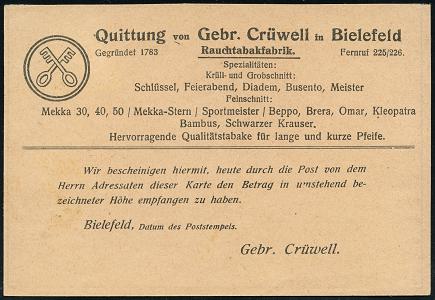 Quittung von Gebr. Crüwell in Bielefeld
Gegründet 1783 Rauchtabakfabrik. Fernruf 225/226.
Spezialitäten:
Krüll- und Grobschnitt:
Schlüssel, Feierabend, Diadem, Busento, Meister
Feinschnitt:
Mekka 30, 40, 50 / Mekka-Stern / Sportmeister / Beppo, Brera, Omar, Kleopatra
Bambus, Schwarzer Krauser.
Hervorragende Qualitätstabake für lange und kurze Pfeife.
Wir bescheinigen hiermit, heute durch die Post von dem
Herrn Adressaten dieser Karte den Betrag in umstehend be-
zeichneter Höhe empfangen zu haben.
Bielefeld, Datum des Poststempels.
Gebr. Crüwell.